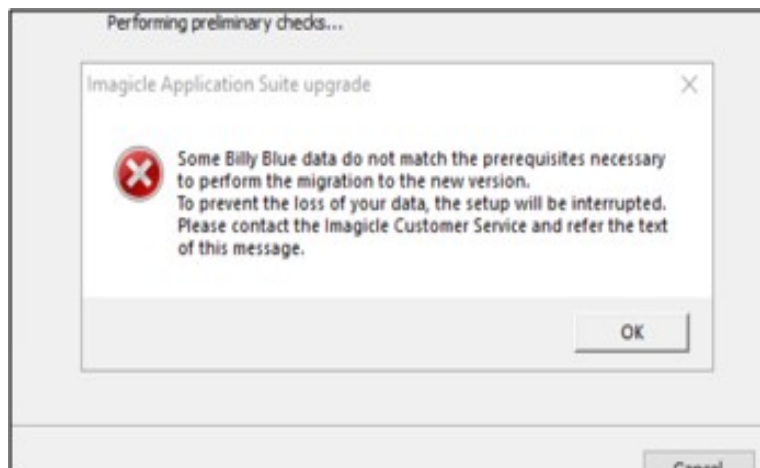 Performing preliminary checks...
Imagicle Application Suite upgrade
Some Billy Blue data do not match the prerequisites necessary
to perform the migration to the new version.
To prevent the loss of your data, the setup will be interrupted.
Please contact the Imagicle Customer Service and refer the text
of this message.
OK
Cancel